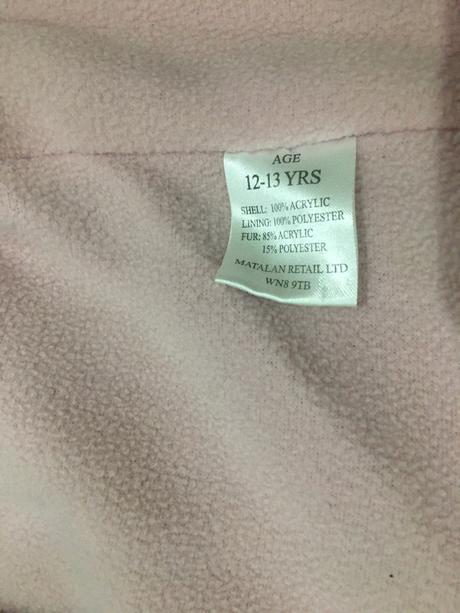 AGE
12-13 YRS
SHELL: 100% ACRYLIC
LINING: 100% POLYESTER
FUR: 85% ACRYLIC
15% POLYESTER
MATALAN RETAIL LTD
WN8 9TB